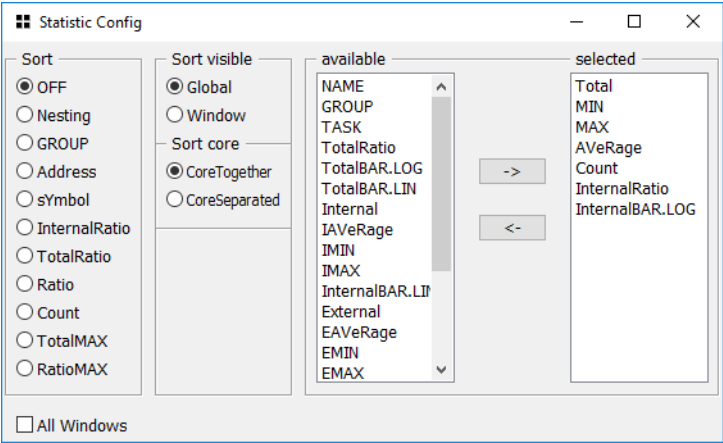 Statistic Config
Sort
OFF
Nesting
GROUP
Address
sYmbol
InternalRatio
TotalRatio
Ratio
Count
TotalMAX
RatioMAX
Sort visible
Global
Window
Sort core
CoreTogether
CoreSeparated
available
NAME
GROUP
TASK
TotalRatio
TotalBAR.LOG
TotalBAR.LIN
Internal
IAVeRage
IMIN
IMAX
InternalBAR.LIN
External
EAVeRage
EMIN
EMAX
->
<-
selected
Total
MIN
MAX
AVeRage
Count
InternalRatio
InternalBAR.LOG
All Windows